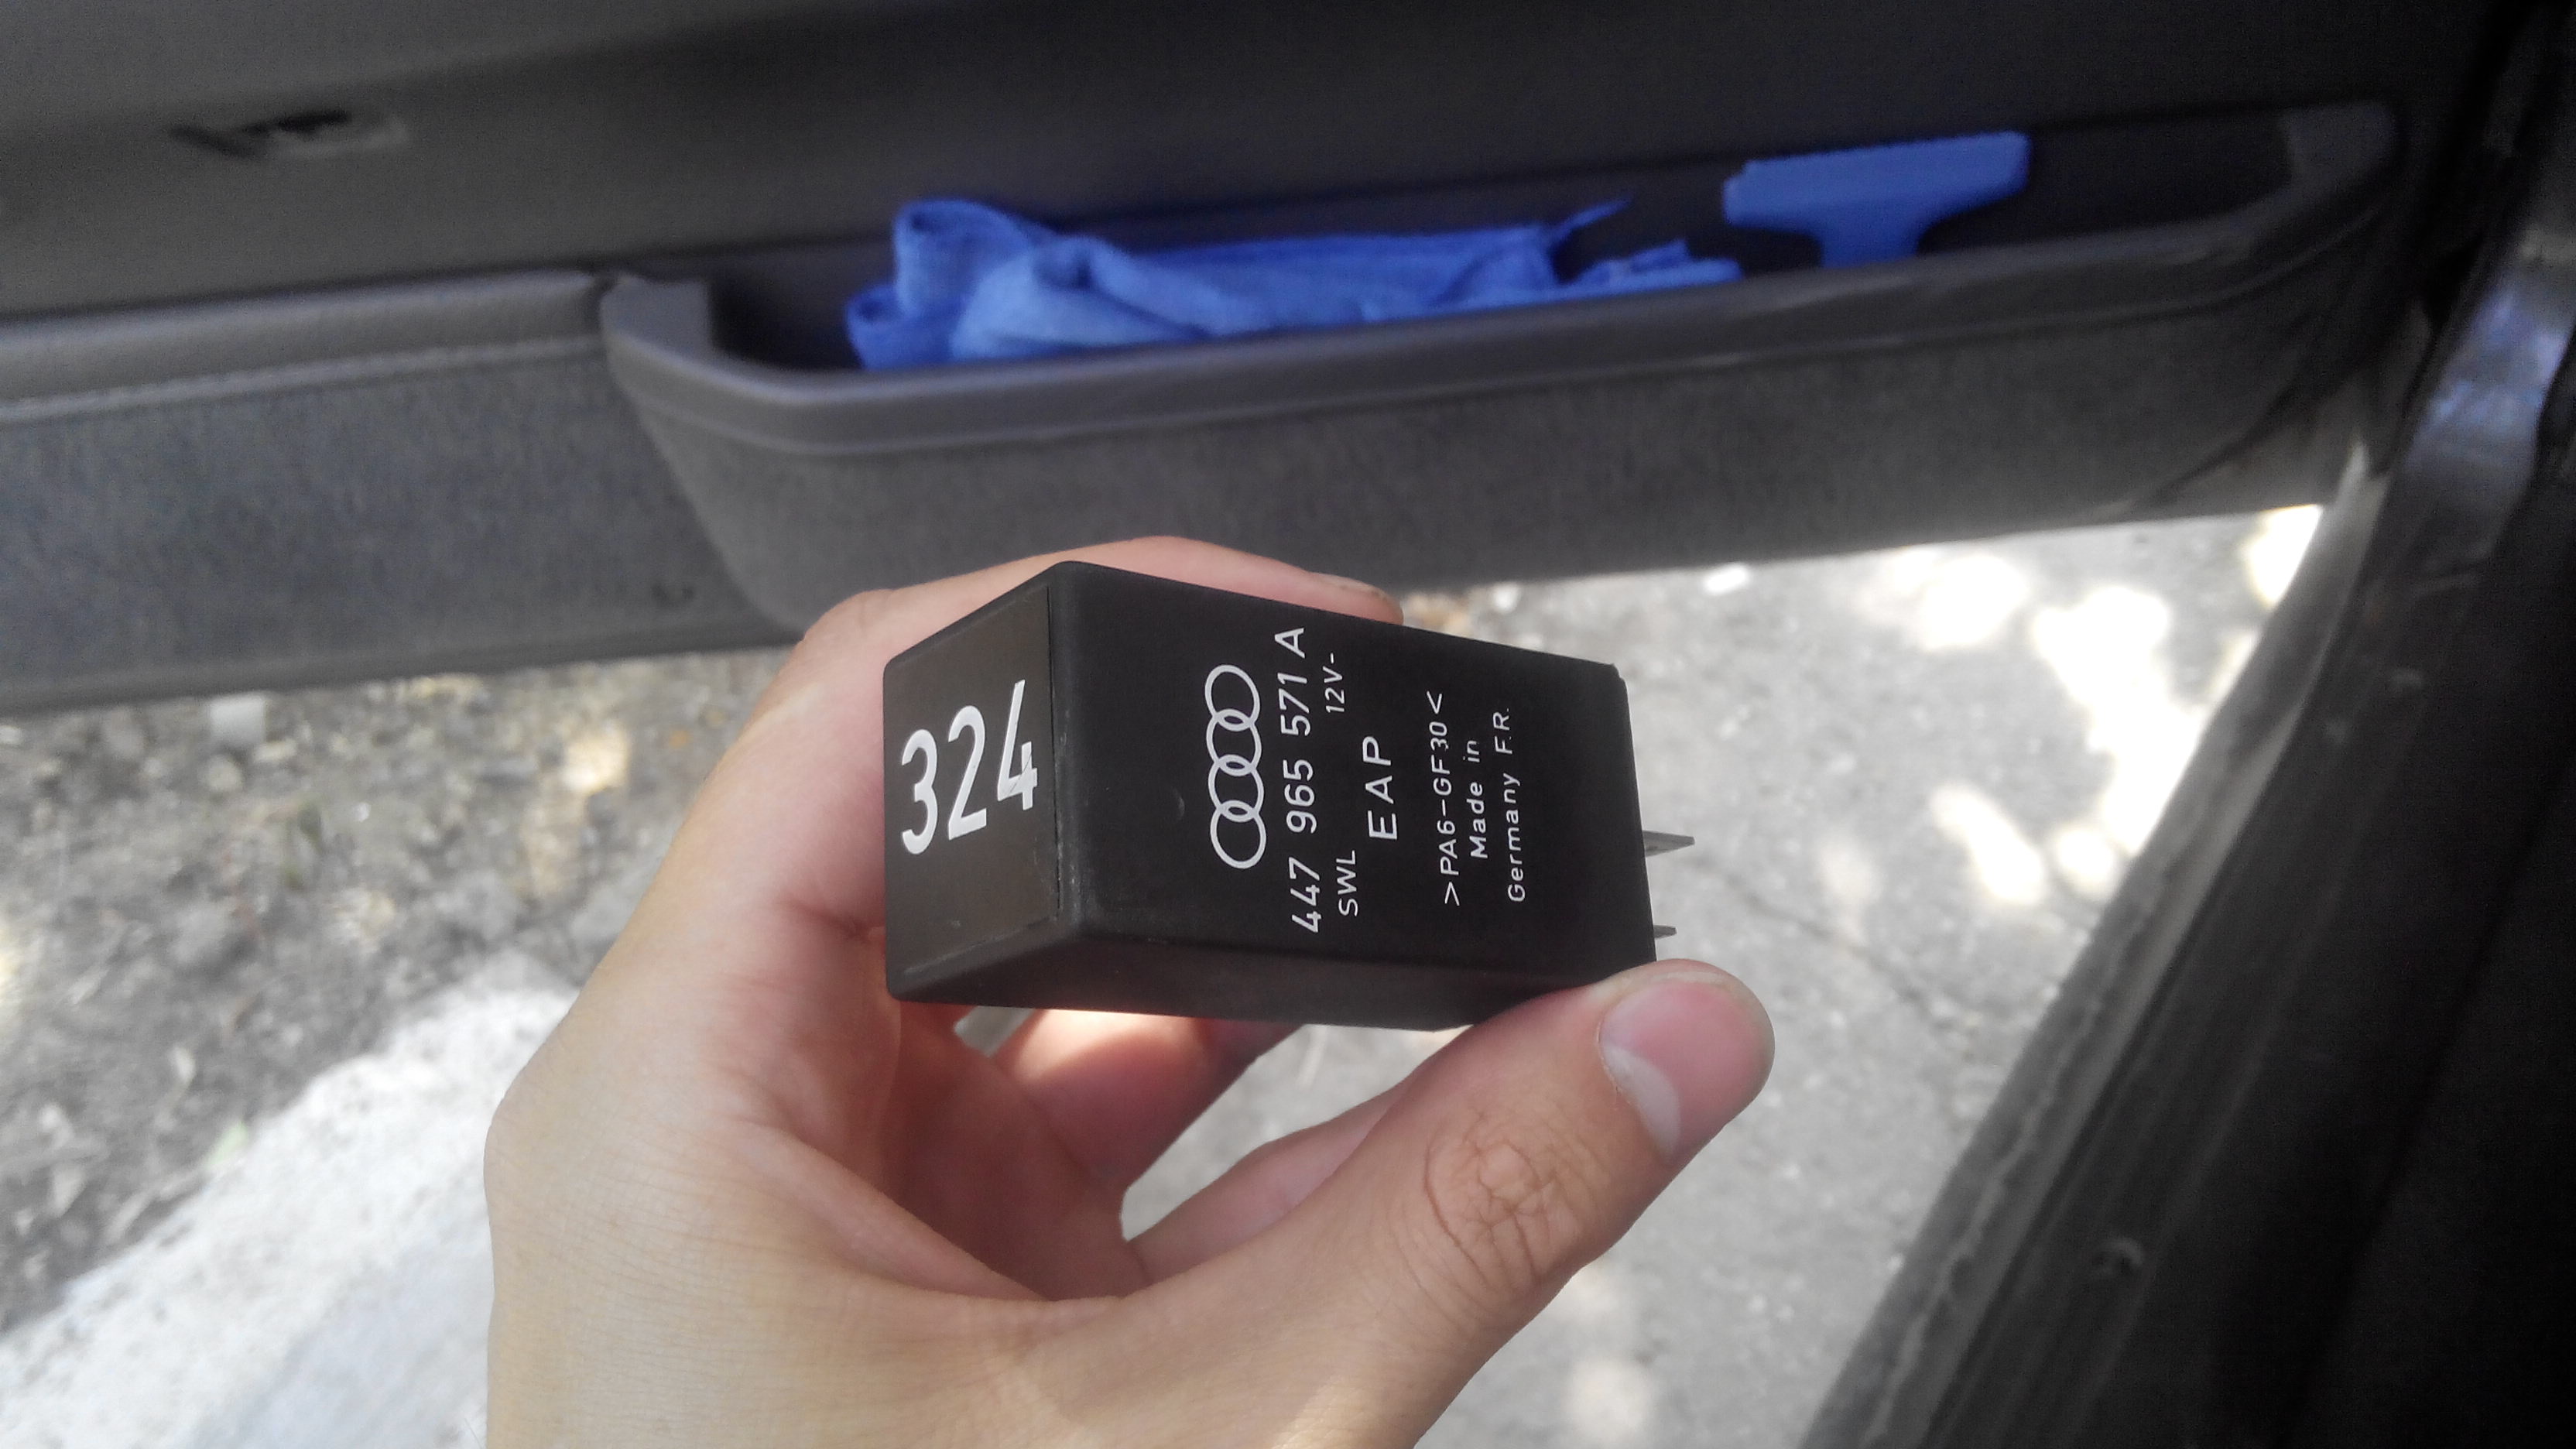 324
447 965 571 A
SWL 12V-
EAP
>PA6-GF30<
Made in
Germany F.R.